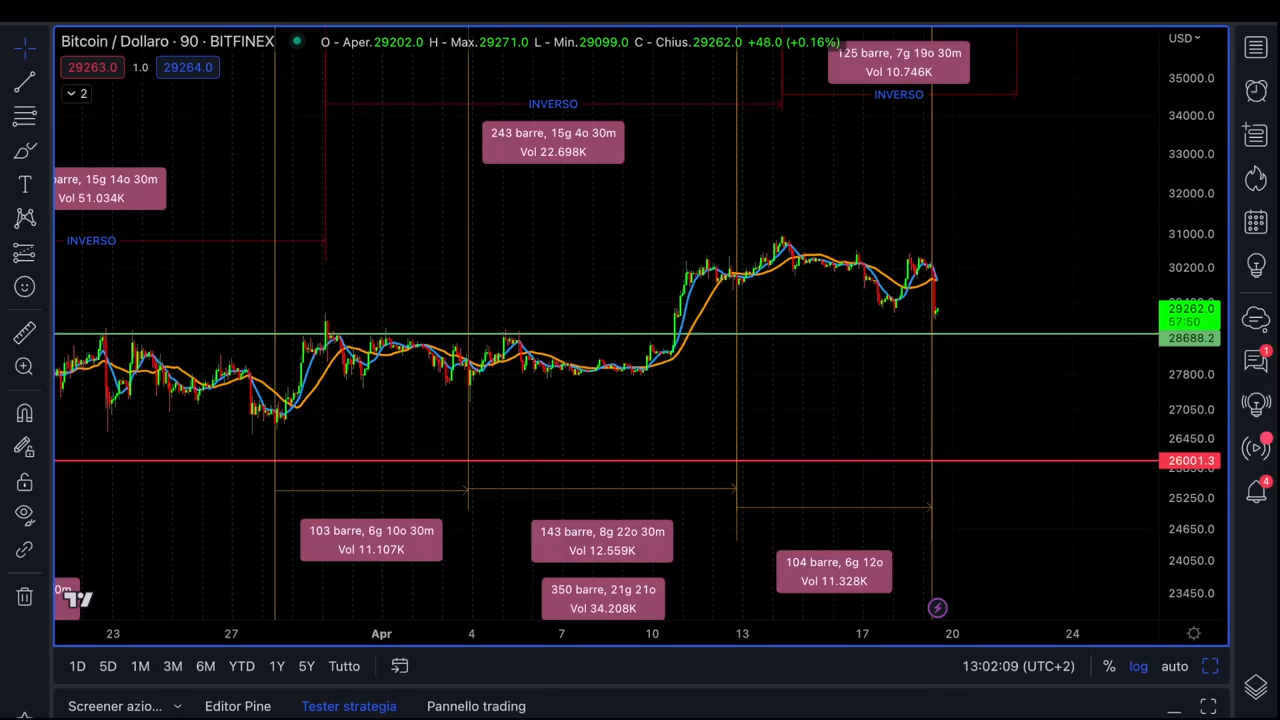 Bitcoin / Dollaro · 90 · BITFINEX
O - Aper.29202.0 H - Max.29271.0 L - Min.29099.0 C - Chius.29262.0 +48.0 (+0.16%)
USD
29263.0 1.0 29264.0
2
125 barre, 7g 19o 30m
Vol 10.746K
INVERSO
INVERSO
243 barre, 15g 4o 30m
Vol 22.698K
barre, 15g 14o 30m
Vol 51.034K
INVERSO
35000.0
34000.0
33000.0
32000.0
31000.0
30200.0
29262.0
57:50
28688.2
27800.0
27050.0
26450.0
26001.3
25250.0
24650.0
24050.0
23450.0
103 barre, 6g 10o 30m
Vol 11.107K
143 barre, 8g 22o 30m
Vol 12.559K
104 barre, 6g 12o
Vol 11.328K
350 barre, 21g 21o
Vol 34.208K
23 27 Apr 4 7 10 13 17 20 24
1D 5D 1M 3M 6M YTD 1Y 5Y Tutto
13:02:09 (UTC+2) % log auto
Screener azio... Editor Pine Tester strategia Pannello trading
1
4